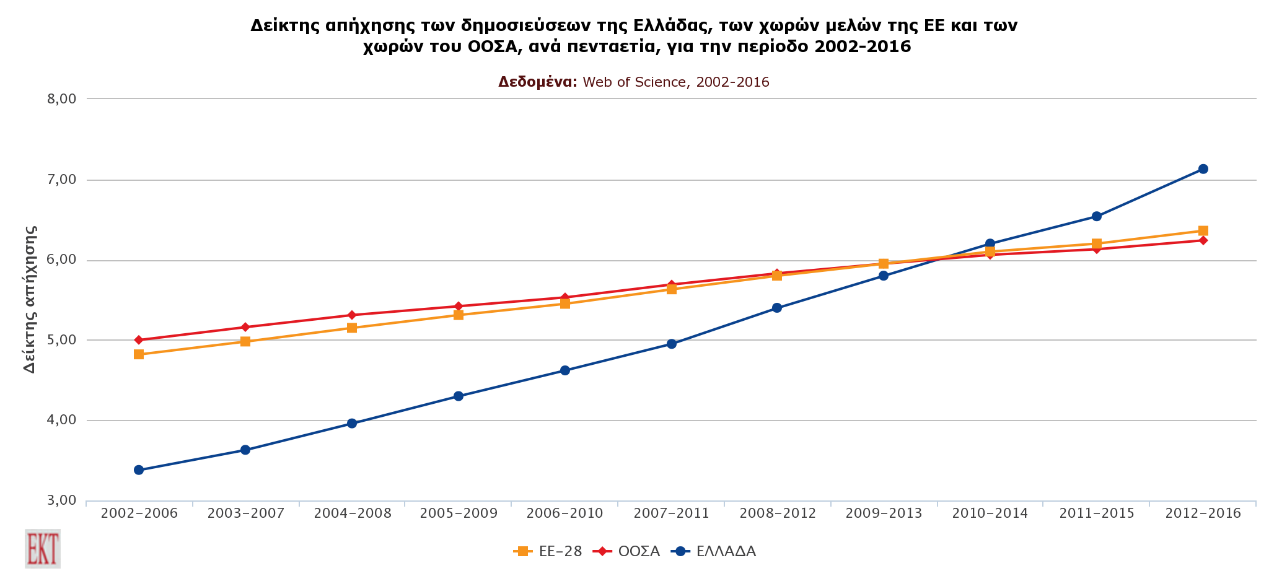 Δείκτης απήχησης των δημοσιεύσεων της Ελλάδας, των χωρών μελών της ΕΕ και των
χωρών του ΟΟΣΑ, ανά πενταετία, για την περίοδο 2002-2016
Δεδομένα: Web of Science, 2002-2016
8,00
7,00
6,00
5,00
4,00
3,00
Δείκτης απήχησης
2002-2006 2003-2007 2004-2008 2005-2009 2006-2010 2007-2011 2008-2012 2009-2013 2010-2014 2011-2015 2012-2016
ΕΕ-28 ΟΟΣΑ ΕΛΛΑΔΑ
ΕΚΤ